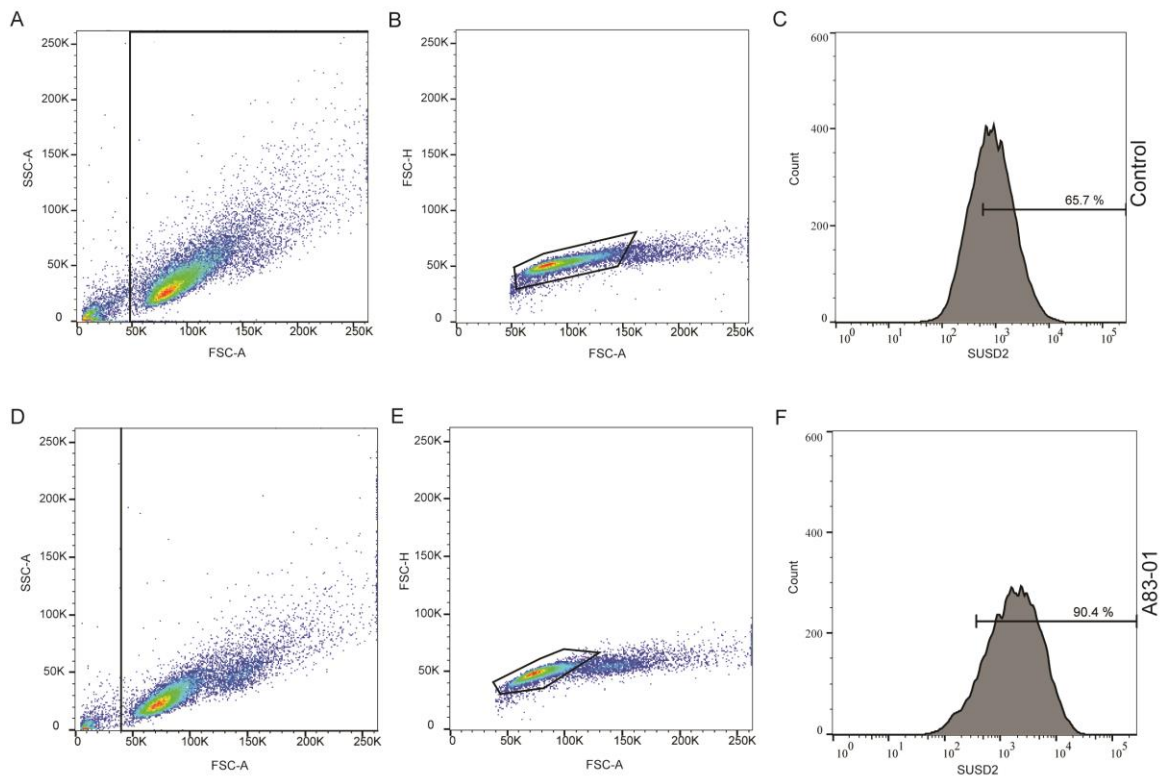 A
250K
200K
150K
100K
50K
0
SSC-A
0 50K 100K 150K 200K 250K
FSC-A
B
250K
200K
150K
100K
50K
0
FSC-H
50K 100K 150K 200K 250K
FSC-A
C
600
400
200
0
Count
65.7 %
10^0 10^1 10^2 10^3 10^4 10^5
SUSD2
Control
D
250K
200K
150K
100K
50K
0
SSC-A
0 50K 100K 150K 200K 250K
FSC-A
E
250K
200K
150K
100K
50K
0
FSC-H
0 50K 100K 150K 200K 250K
FSC-A
F
600
400
200
0
Count
90.4 %
10^0 10^1 10^2 10^3 10^4 10^5
SUSD2
A83-01